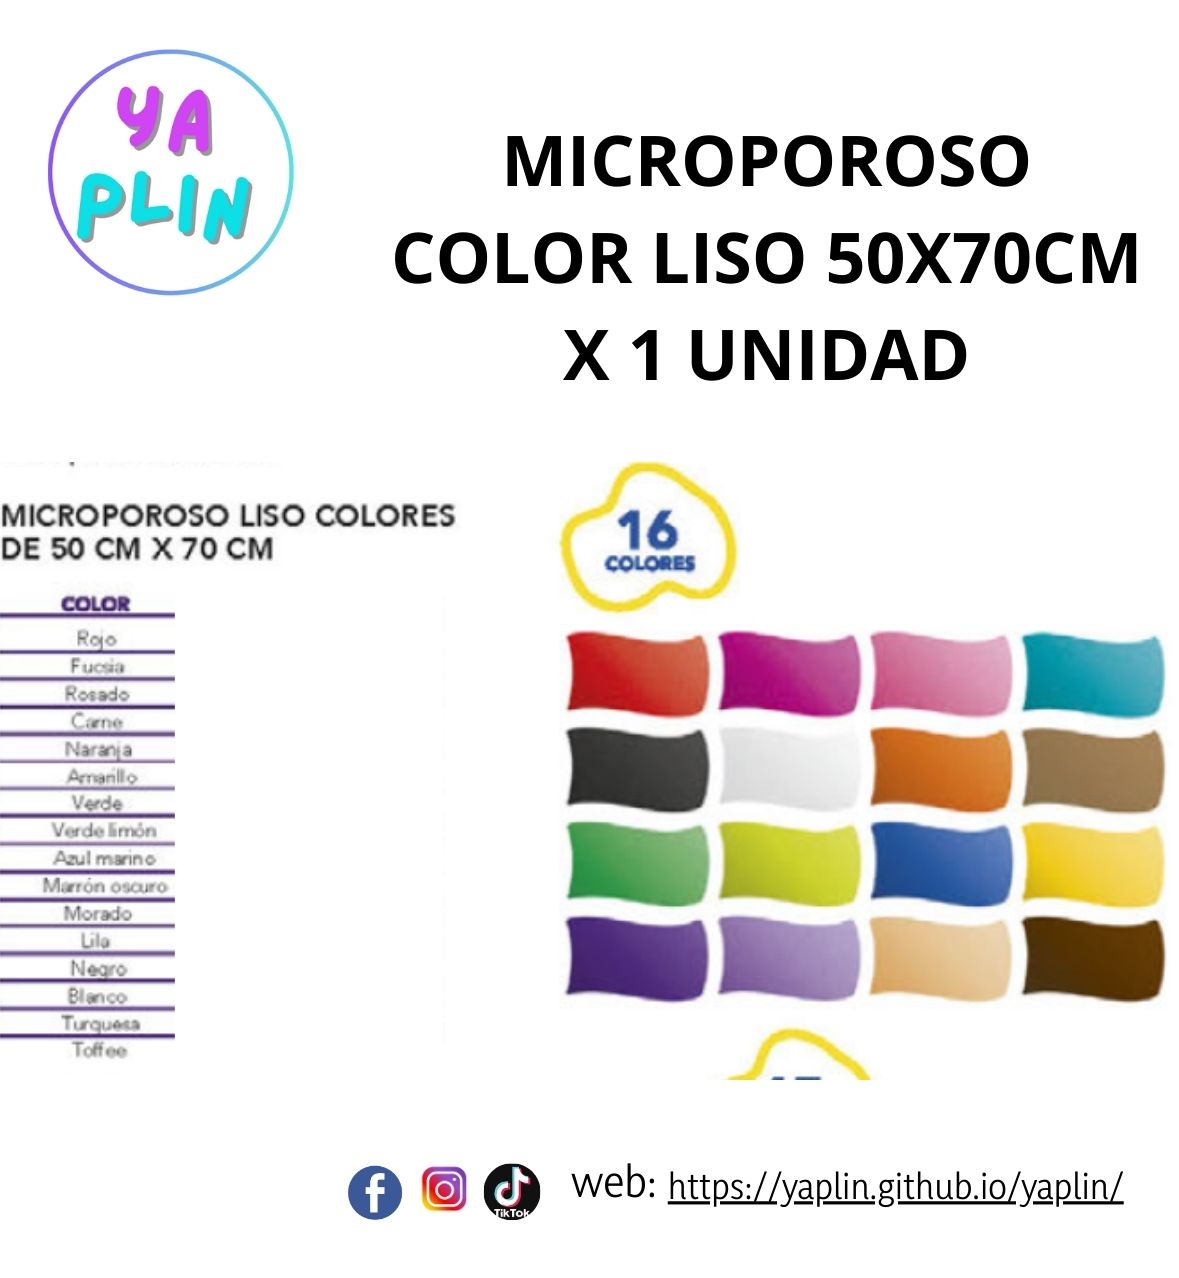 YA
PLIN
MICROPOROSO
COLOR LISO 50X70CM
X 1 UNIDAD
MICROPOROSO LISO COLORES
DE 50 CM X 70 CM
COLOR
Rojo
Fucsia
Rosado
Carne
Naranja
Amarillo
Verde
Verde limón
Azul marino
Marrón oscuro
Morado
Lila
Negro
Blanco
Turquesa
Toffee
16
COLORES
TikTok
web: https://yaplin.github.io/yaplin/